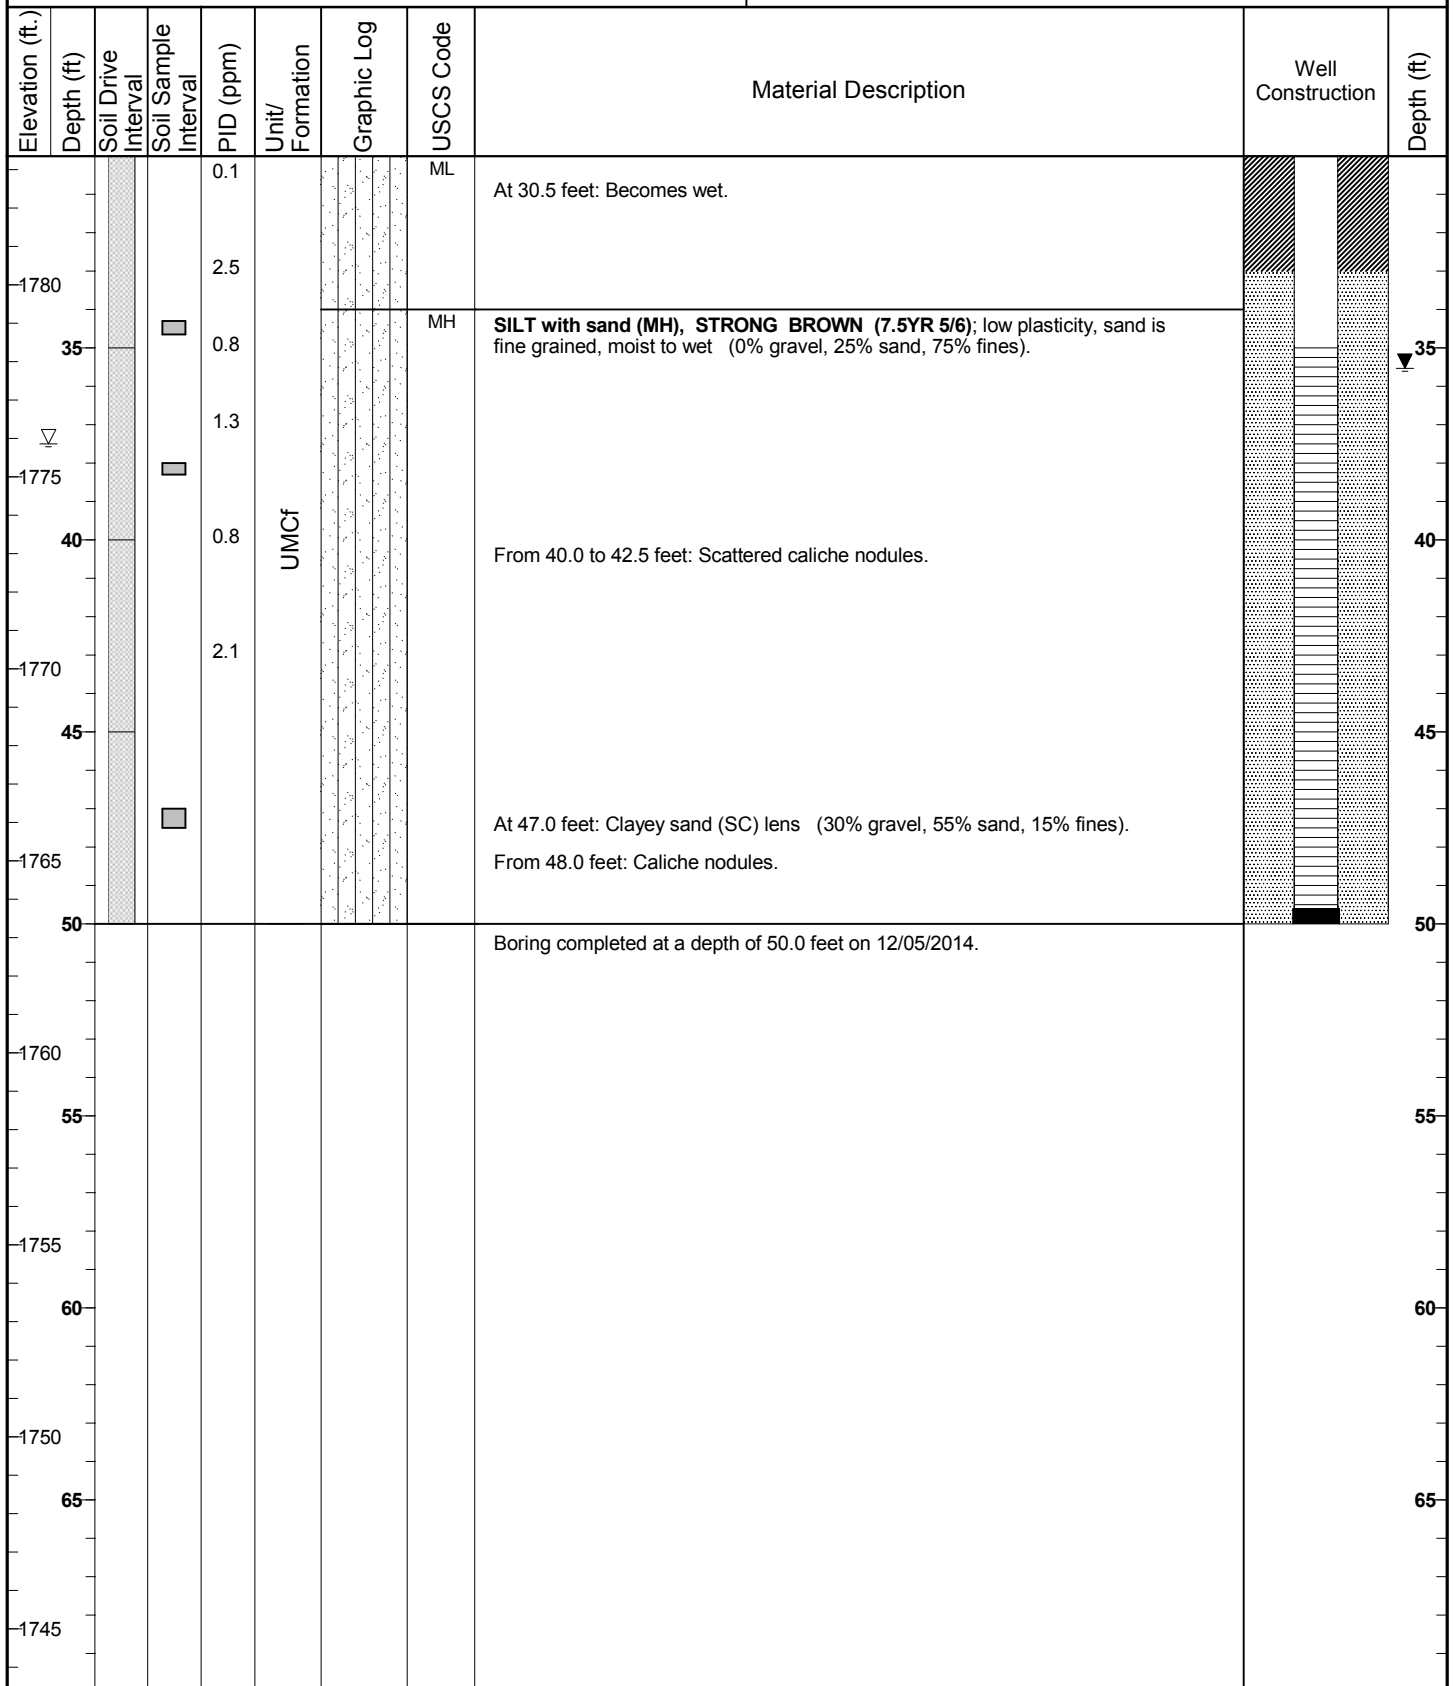 Elevation (ft.)
Depth (ft)
Soil Drive
Interval
Soil Sample
Interval
PID (ppm)
Unit/
Formation
Graphic Log
USCS Code
Material Description
Well
Construction
Depth (ft)
0.1
ML
At 30.5 feet: Becomes wet.
2.5
1780
MH
SILT with sand (MH), STRONG BROWN (7.5YR 5/6); low plasticity, sand is
fine grained, moist to wet (0% gravel, 25% sand, 75% fines).
35
0.8
35
1.3
1775
UMCf
40
0.8
40
From 40.0 to 42.5 feet: Scattered caliche nodules.
2.1
1770
45
45
At 47.0 feet: Clayey sand (SC) lens (30% gravel, 55% sand, 15% fines).
1765
From 48.0 feet: Caliche nodules.
50
50
Boring completed at a depth of 50.0 feet on 12/05/2014.
1760
55
55
1755
60
60
1750
65
65
1745